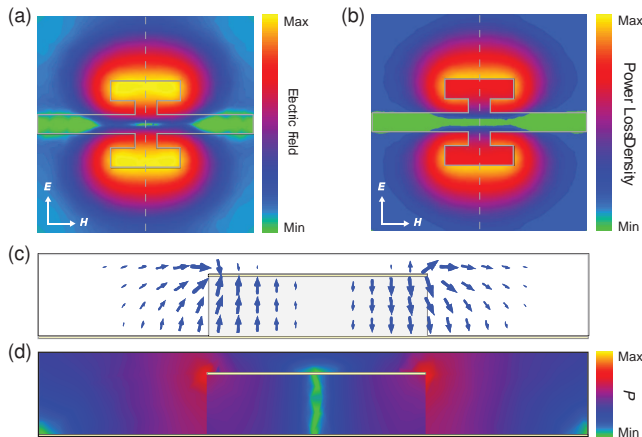 (a)
Max
Electric Field
Min
E
H
(b)
Max
Power LossDensity
Min
E
H
(c)
(d)
Max
P
Min